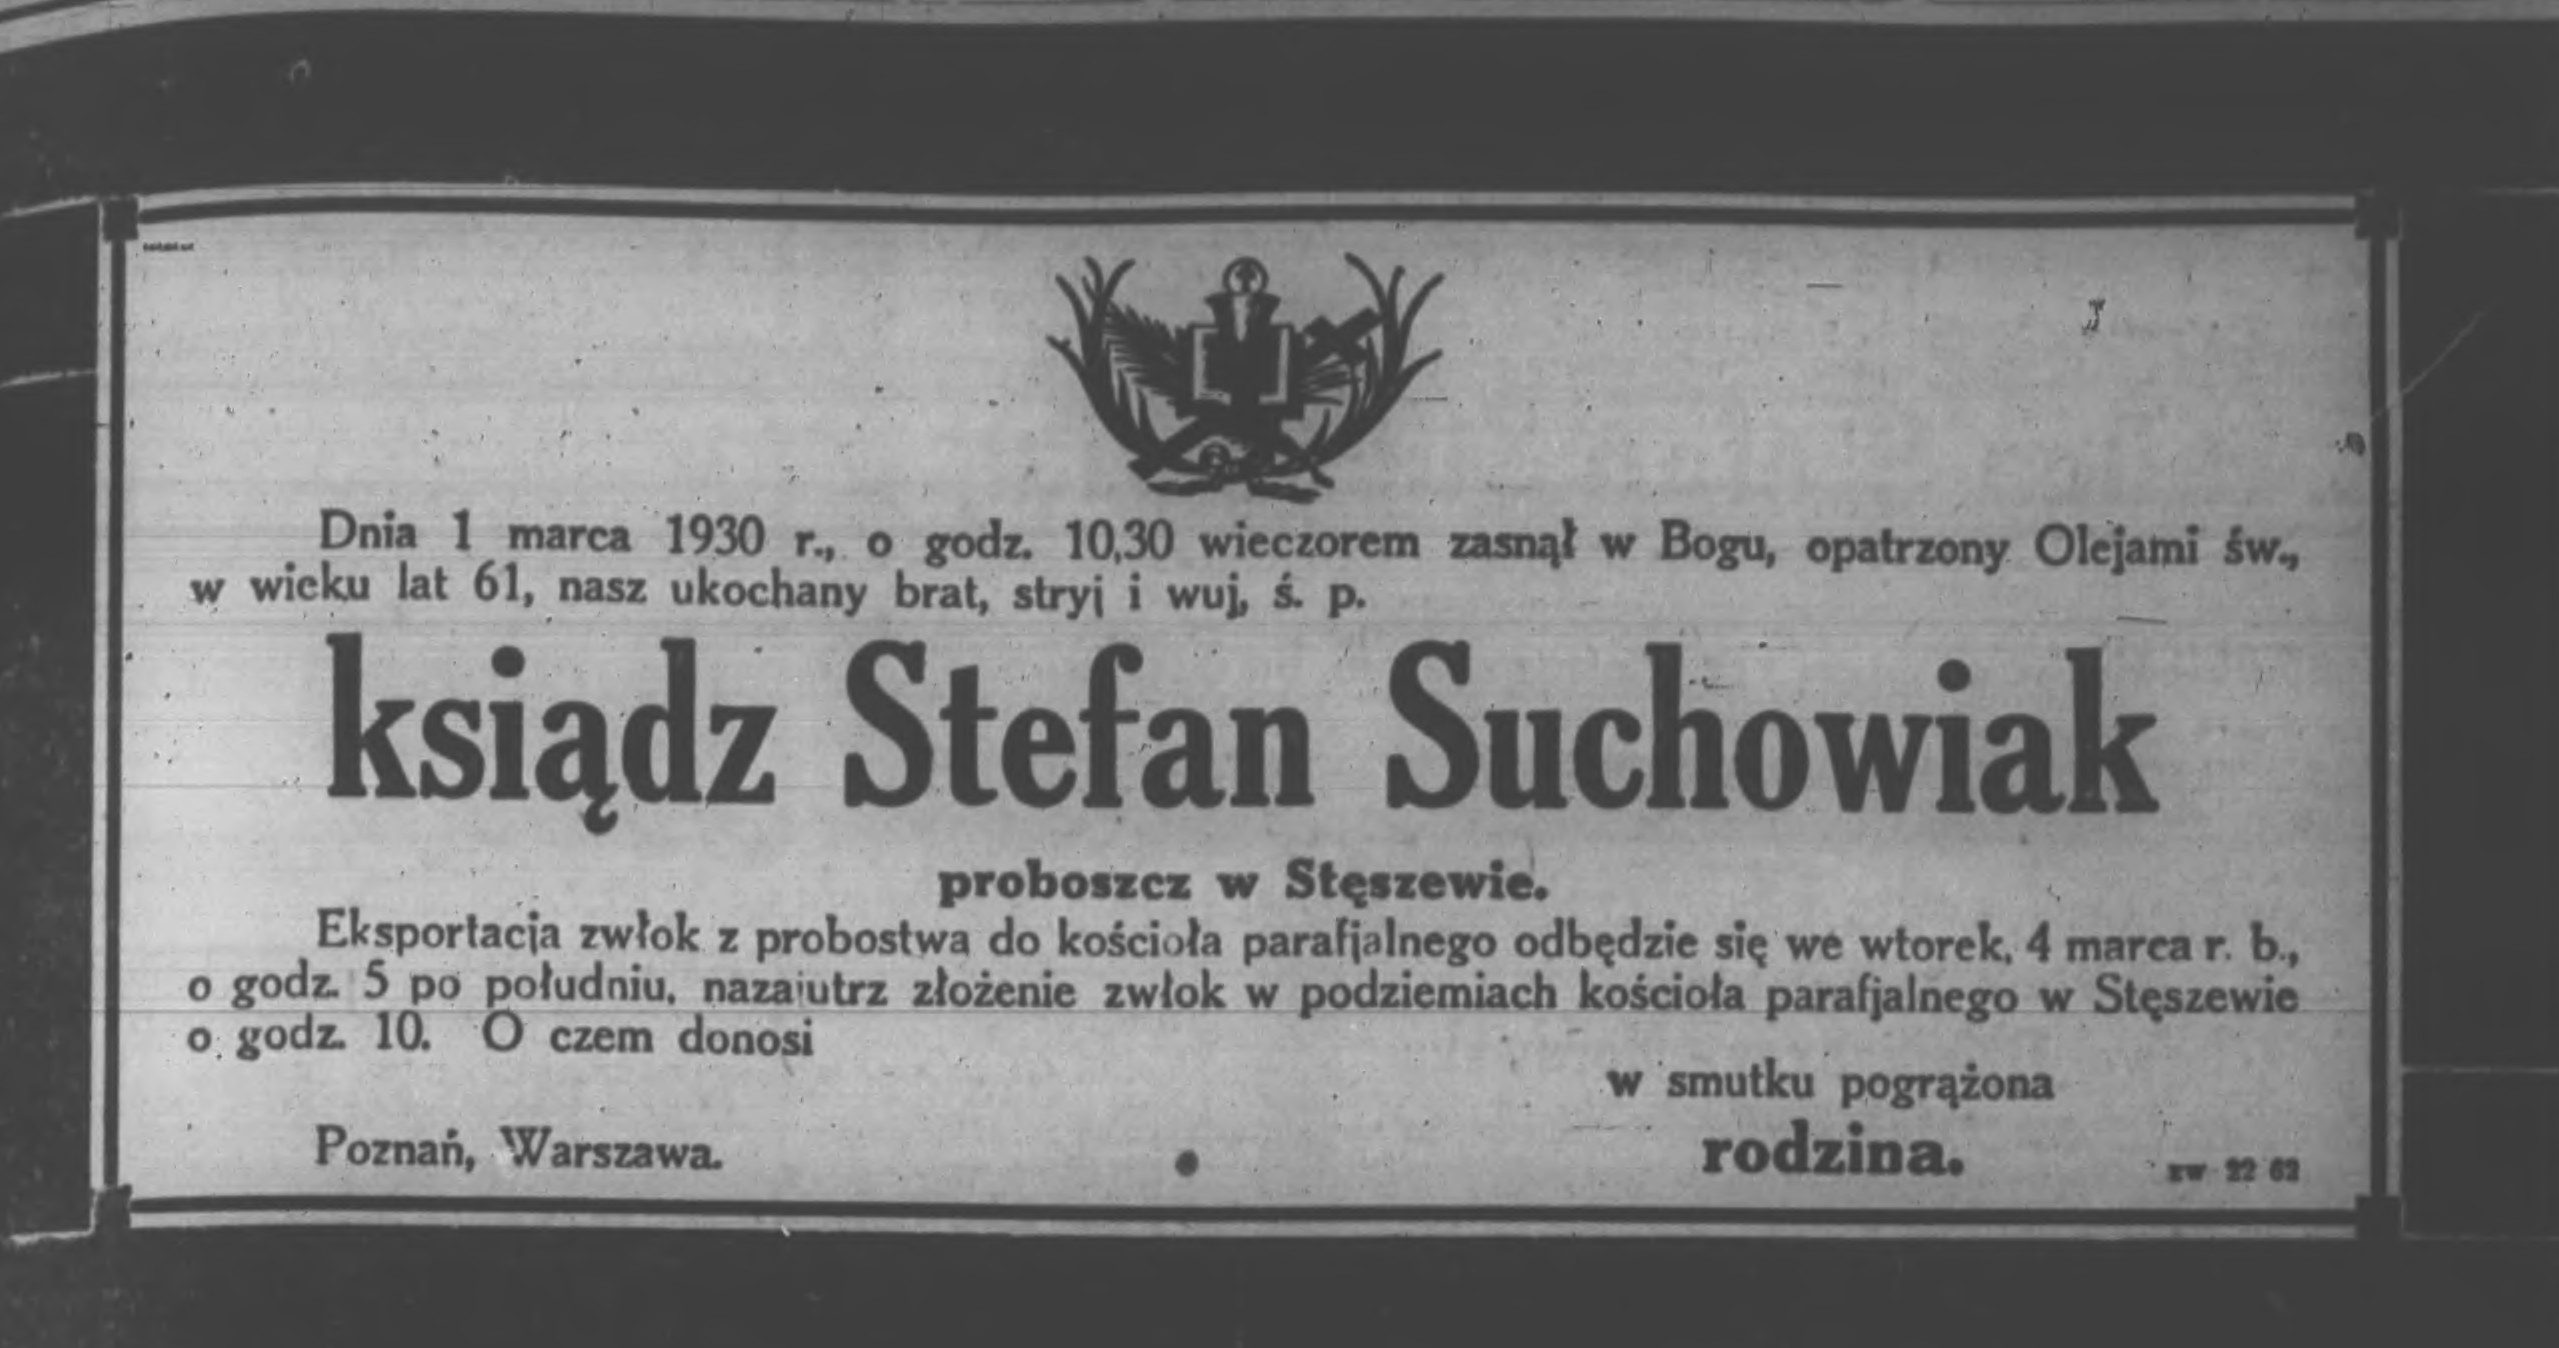 Dnia 1 marca 1930 r., o godz. 10,30 wieczorem zasnął w Bogu, opatrzony Olejami św.,
w wieku lat 61, nasz ukochany brat, stryj i wuj, ś. p.
ksiądz Stefan Suchowiak
proboszcz w Stęszewie.
Eksportacja zwłok z probostwa do kościoła parafjalnego odbędzie się we wtorek, 4 marca r. b.,
o godz. 5 po południu, nazajutrz złożenie zwłok w podziemiach kościoła parafjalnego w Stęszewie
o godz. 10. O czem donosi
w smutku pogrążona
rodzina.
Poznań, Warszawa.
zw 22 62